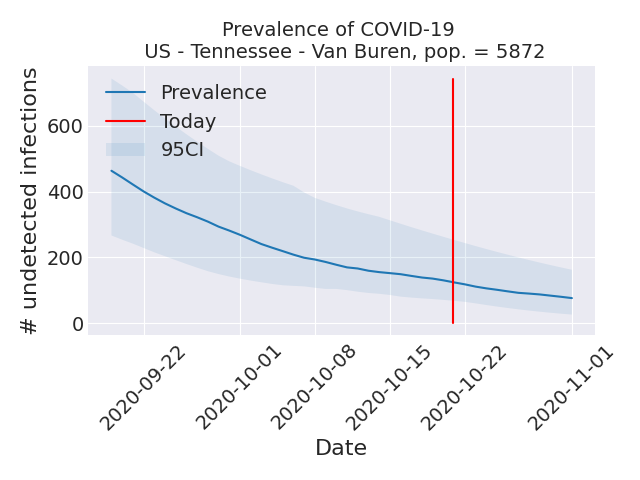 Prevalence of COVID-19
US - Tennessee - Van Buren, pop. = 5872
# undetected infections
600
400
200
0
Prevalence
Today
95CI
2020-09-22
2020-10-01
2020-10-08
2020-10-15
2020-10-22
2020-11-01
Date